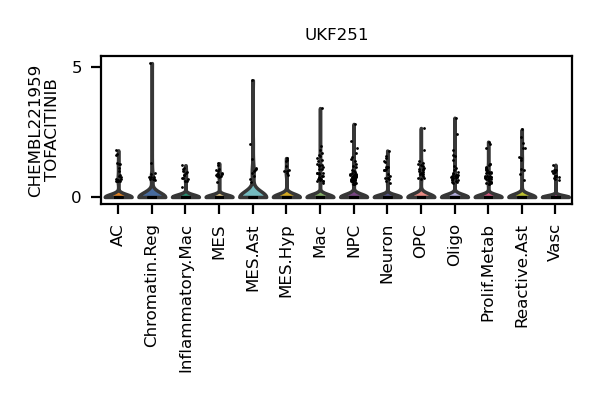 UKF251
CHEMBL221959
TOFACITINIB
5
0
AC
Chromatin.Reg
Inflammatory.Mac
MES
MES.Ast
MES.Hyp
Mac
NPC
Neuron
OPC
Oligo
Prolif.Metab
Reactive.Ast
Vasc